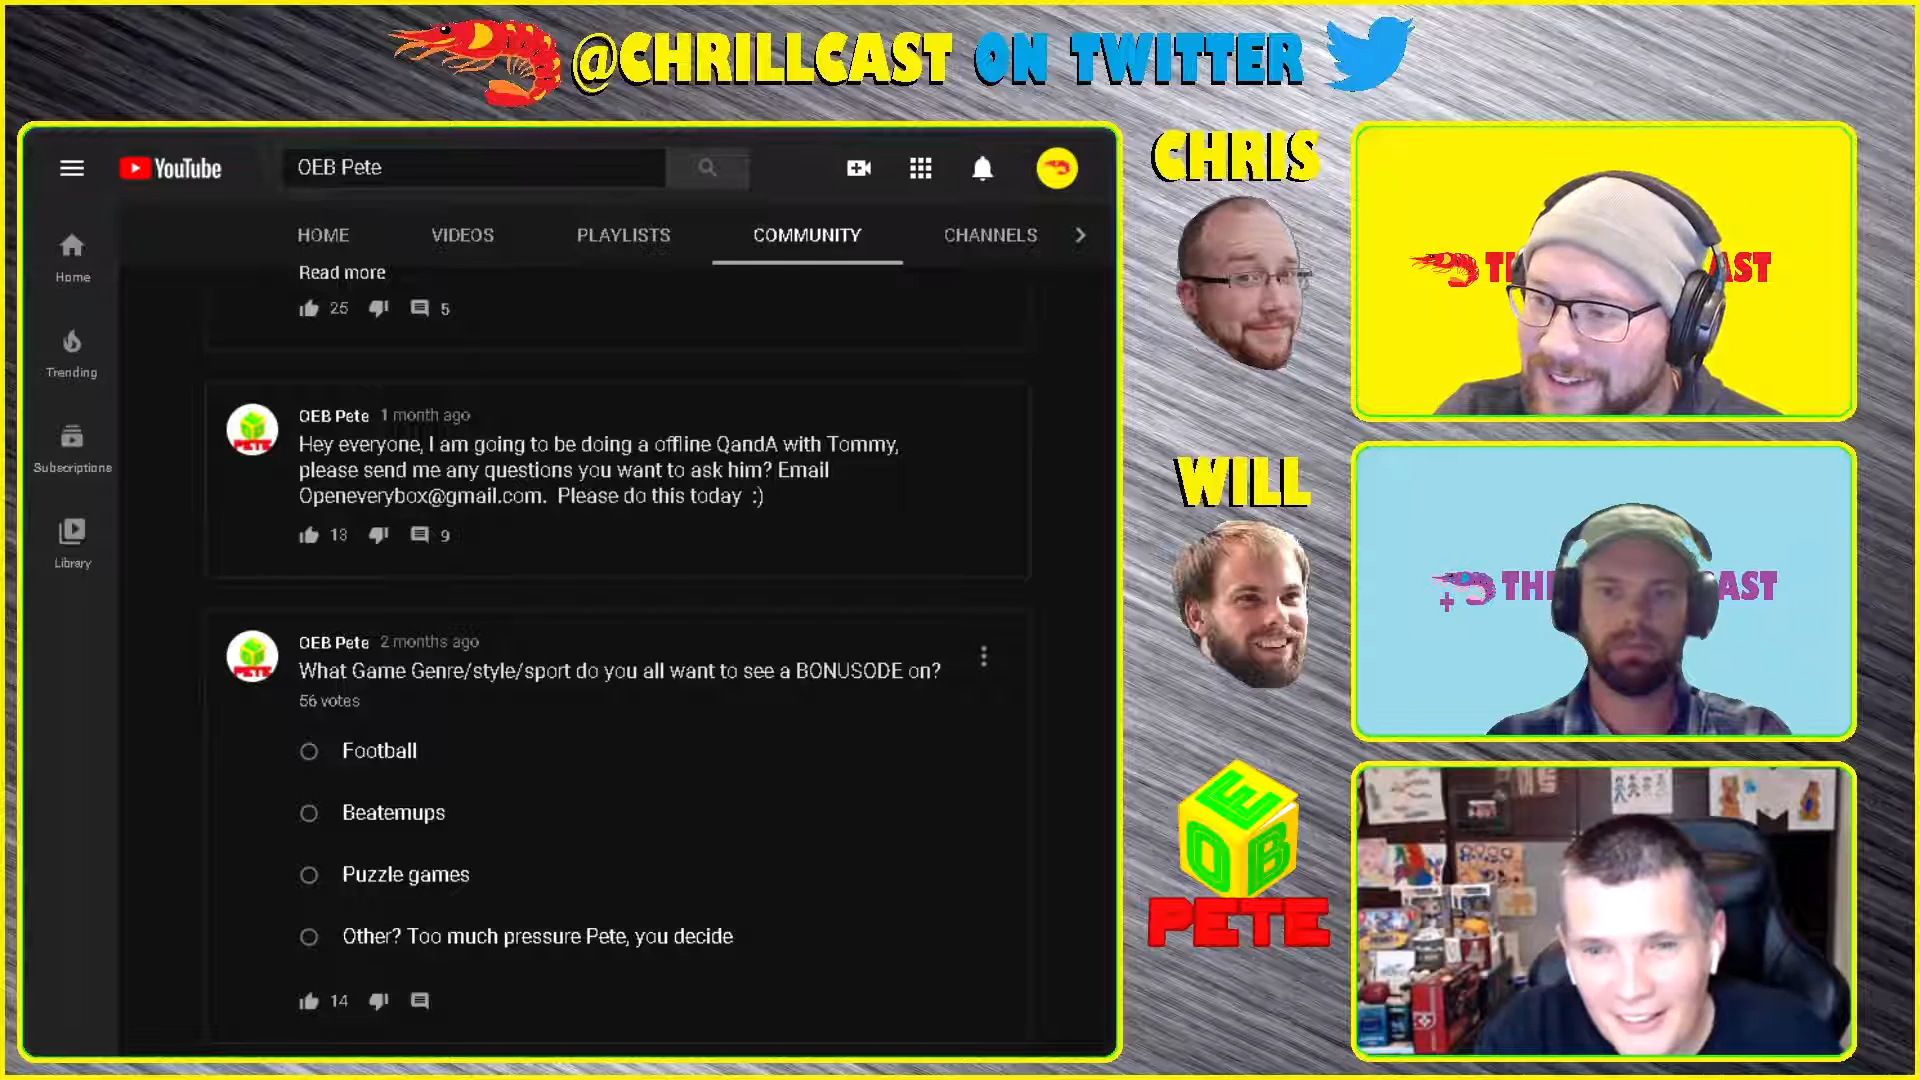 @CHRILLCAST ON TWITTER
YouTube
OEB Pete
HOME
VIDEOS
PLAYLISTS
COMMUNITY
CHANNELS
Home
Trending
Subscriptions
Library
Read more
25
5
OEB Pete 1 month ago
Hey everyone, I am going to be doing a offline QandA with Tommy,
please send me any questions you want to ask him? Email
Openeverybox@gmail.com. Please do this today :)
13
9
OEB Pete 2 months ago
What Game Genre/style/sport do you all want to see a BONUSODE on?
56 votes
Football
Beatemups
Puzzle games
Other? Too much pressure Pete, you decide
14
CHRIS
WILL
OEB
PETE